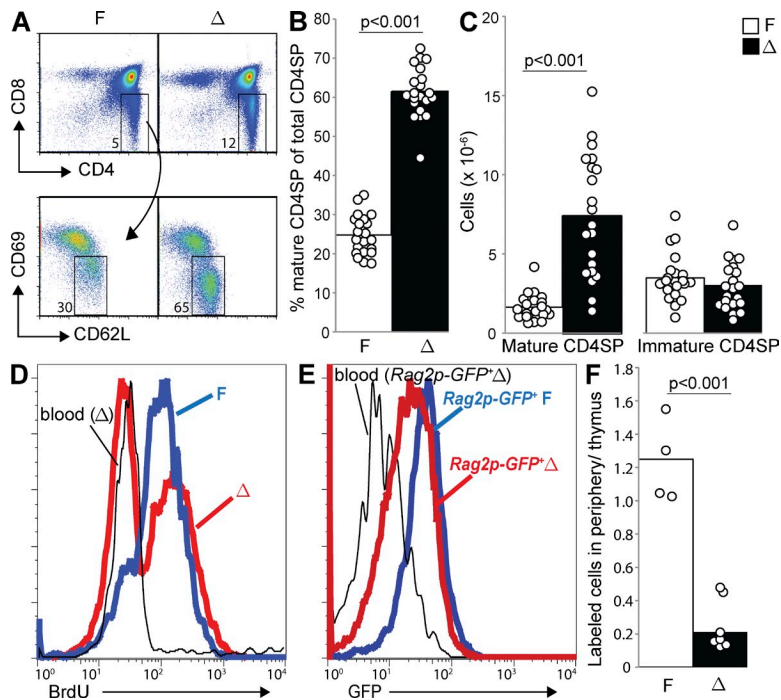 A
F
Δ
CD8
5
12
CD4
CD69
30
65
CD62L
B
p<0.001
% mature CD4SP of total CD4SP
80
70
60
50
40
30
20
10
0
F
Δ
C
F
Δ
p<0.001
Cells (x 10⁻⁶)
20
15
10
5
0
Mature CD4SP
Immature CD4SP
D
F
blood (Δ)
Δ
10⁰
10¹
10²
10³
10⁴
BrdU
E
blood (Rag2p-GFP⁺Δ)
Rag2p-GFP⁺ F
Rag2p-GFP⁺Δ
10⁰
10¹
10²
10³
10⁴
GFP
F
p<0.001
Labeled cells in periphery/ thymus
1.8
1.6
1.4
1.2
1.0
0.8
0.6
0.4
0.2
0
F
Δ